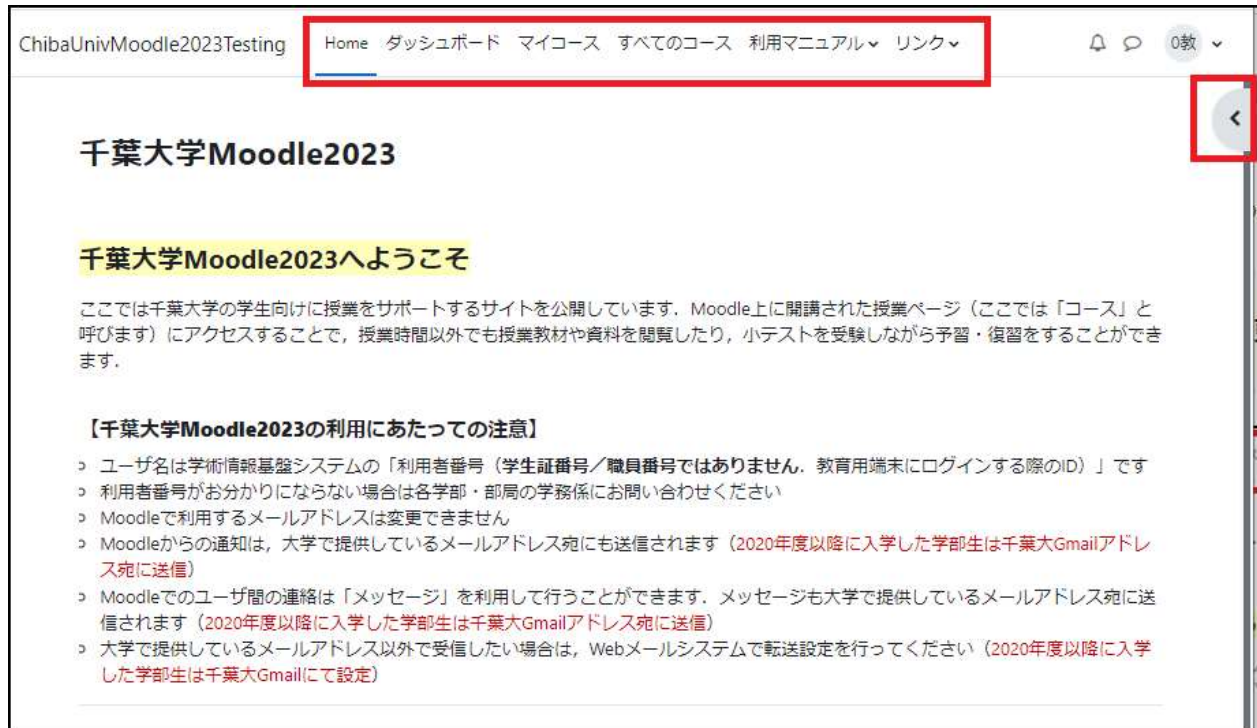 ChibaUnivMoodle2023Testing Home ダッシュボード マイコース すべてのコース 利用マニュアル リンク 0教
千葉大学Moodle2023
千葉大学Moodle2023へようこそ
ここでは千葉大学の学生向けに授業をサポートするサイトを公開しています．Moodle上に開講された授業ページ（ここでは「コース」と
呼びます）にアクセスすることで，授業時間以外でも授業教材や資料を閲覧したり，小テストを受験しながら予習・復習をすることができ
ます．
【千葉大学Moodle2023の利用にあたっての注意】
ユーザ名は学術情報基盤システムの「利用者番号（学生証番号／職員番号ではありません．教育用端末にログインする際のID）」です
利用者番号がお分かりにならない場合は各学部・部局の学務係にお問い合わせください
Moodleで利用するメールアドレスは変更できません
Moodleからの通知は，大学で提供しているメールアドレス宛にも送信されます（2020年度以降に入学した学部生は千葉大Gmailアドレ
ス宛に送信）
Moodleでのユーザ間の連絡は「メッセージ」を利用して行うことができます．メッセージも大学で提供しているメールアドレス宛に送
信されます（2020年度以降に入学した学部生は千葉大Gmailアドレス宛に送信）
大学で提供しているメールアドレス以外で受信したい場合は，Webメールシステムで転送設定を行ってください（2020年度以降に入学
した学部生は千葉大Gmailにて設定）